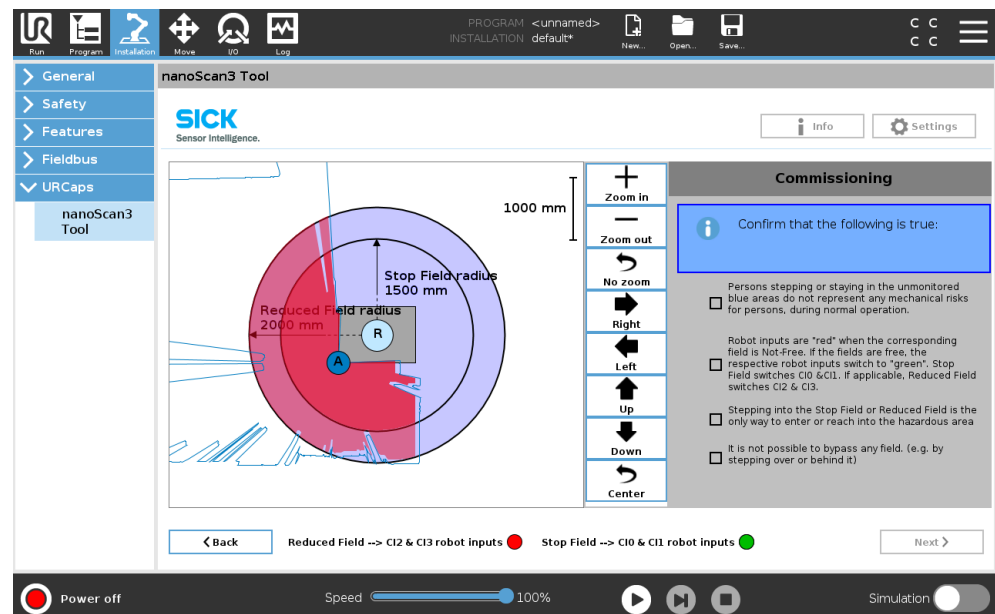 PROGRAM <unnamed>
INSTALLATION default*
Run
Program
Installation
Move
I/O
Log
New...
Open...
Save...
C C
C C
General
Safety
Features
Fieldbus
URCaps
nanoScan3
Tool
nanoScan3 Tool
SICK
Sensor Intelligence.
Info
Settings
1000 mm
Stop Field radius
1500 mm
Reduced Field radius
2000 mm
R
A
Zoom in
Zoom out
No zoom
Right
Left
Up
Down
Center
Commissioning
Confirm that the following is true:
Persons stepping or staying in the unmonitored
blue areas do not represent any mechanical risks
for persons, during normal operation.
Robot inputs are "red" when the corresponding
field is Not-Free. If the fields are free, the
respective robot inputs switch to "green". Stop
Field switches CI0 &CI1. If applicable, Reduced Field
switches CI2 & CI3.
Stepping into the Stop Field or Reduced Field is the
only way to enter or reach into the hazardous area
It is not possible to bypass any field. (e.g. by
stepping over or behind it)
Back
Reduced Field --> CI2 & CI3 robot inputs
Stop Field --> CI0 & CI1 robot inputs
Next
Power off
Speed
100%
Simulation